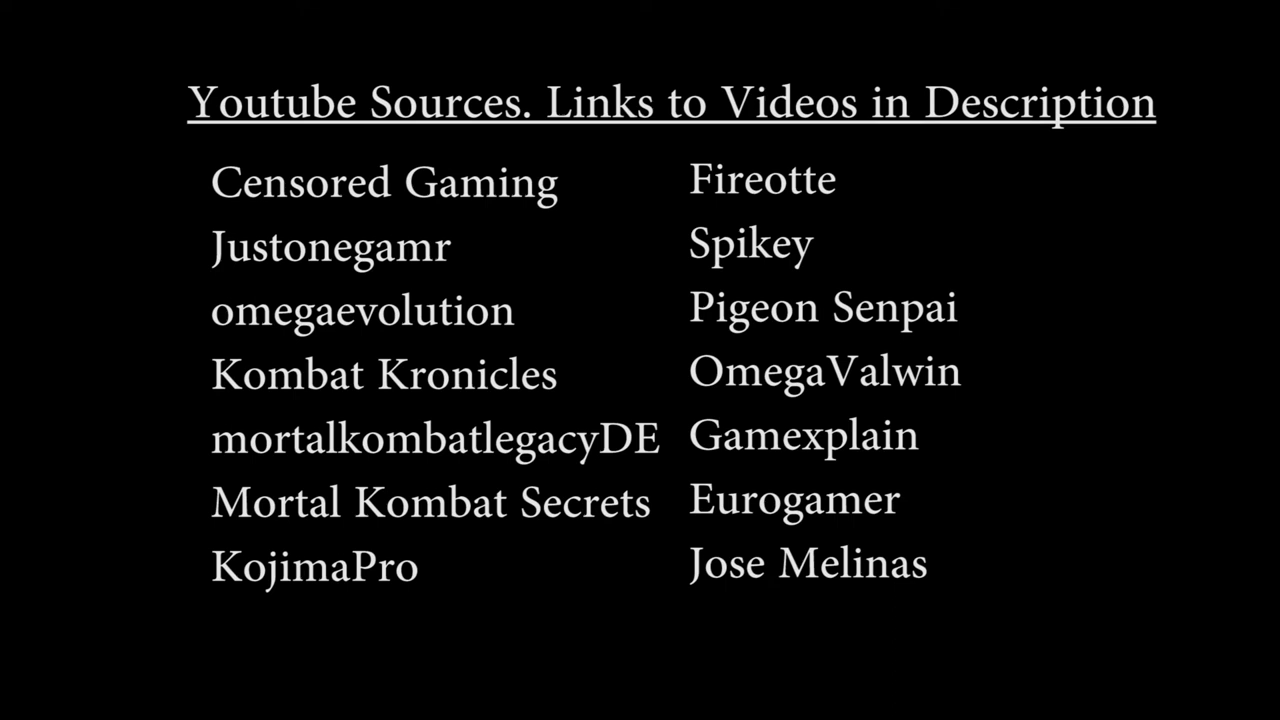 Youtube Sources. Links to Videos in Description
Censored Gaming
Justonegamr
omegaevolution
Kombat Kronicles
mortalkombatlegacyDE
Mortal Kombat Secrets
KojimaPro
Fireotte
Spikey
Pigeon Senpai
OmegaValwin
Gamexplain
Eurogamer
Jose Melinas